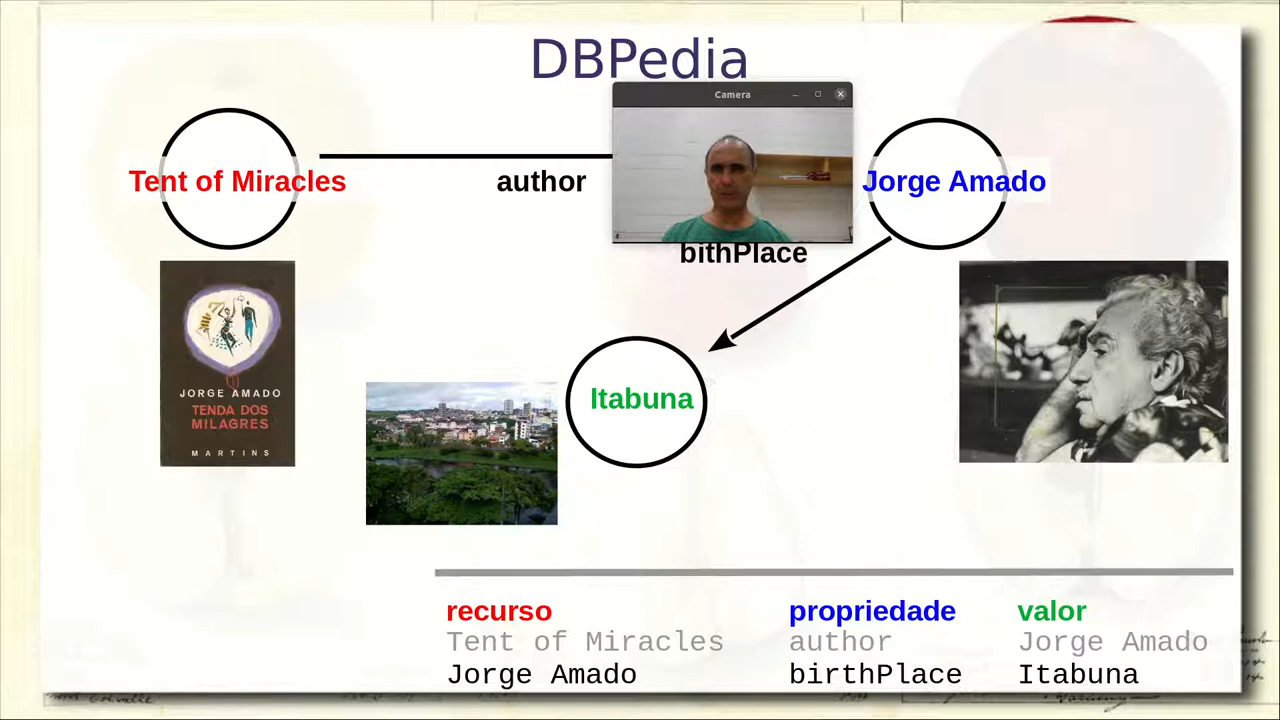 DBPedia
Camera
Tent of Miracles
author
Jorge Amado
bithPlace
JORGE AMADO
TENDA DOS
MILAGRES
MARTINS
Itabuna
recurso propriedade valor
Tent of Miracles author Jorge Amado
Jorge Amado birthPlace Itabuna